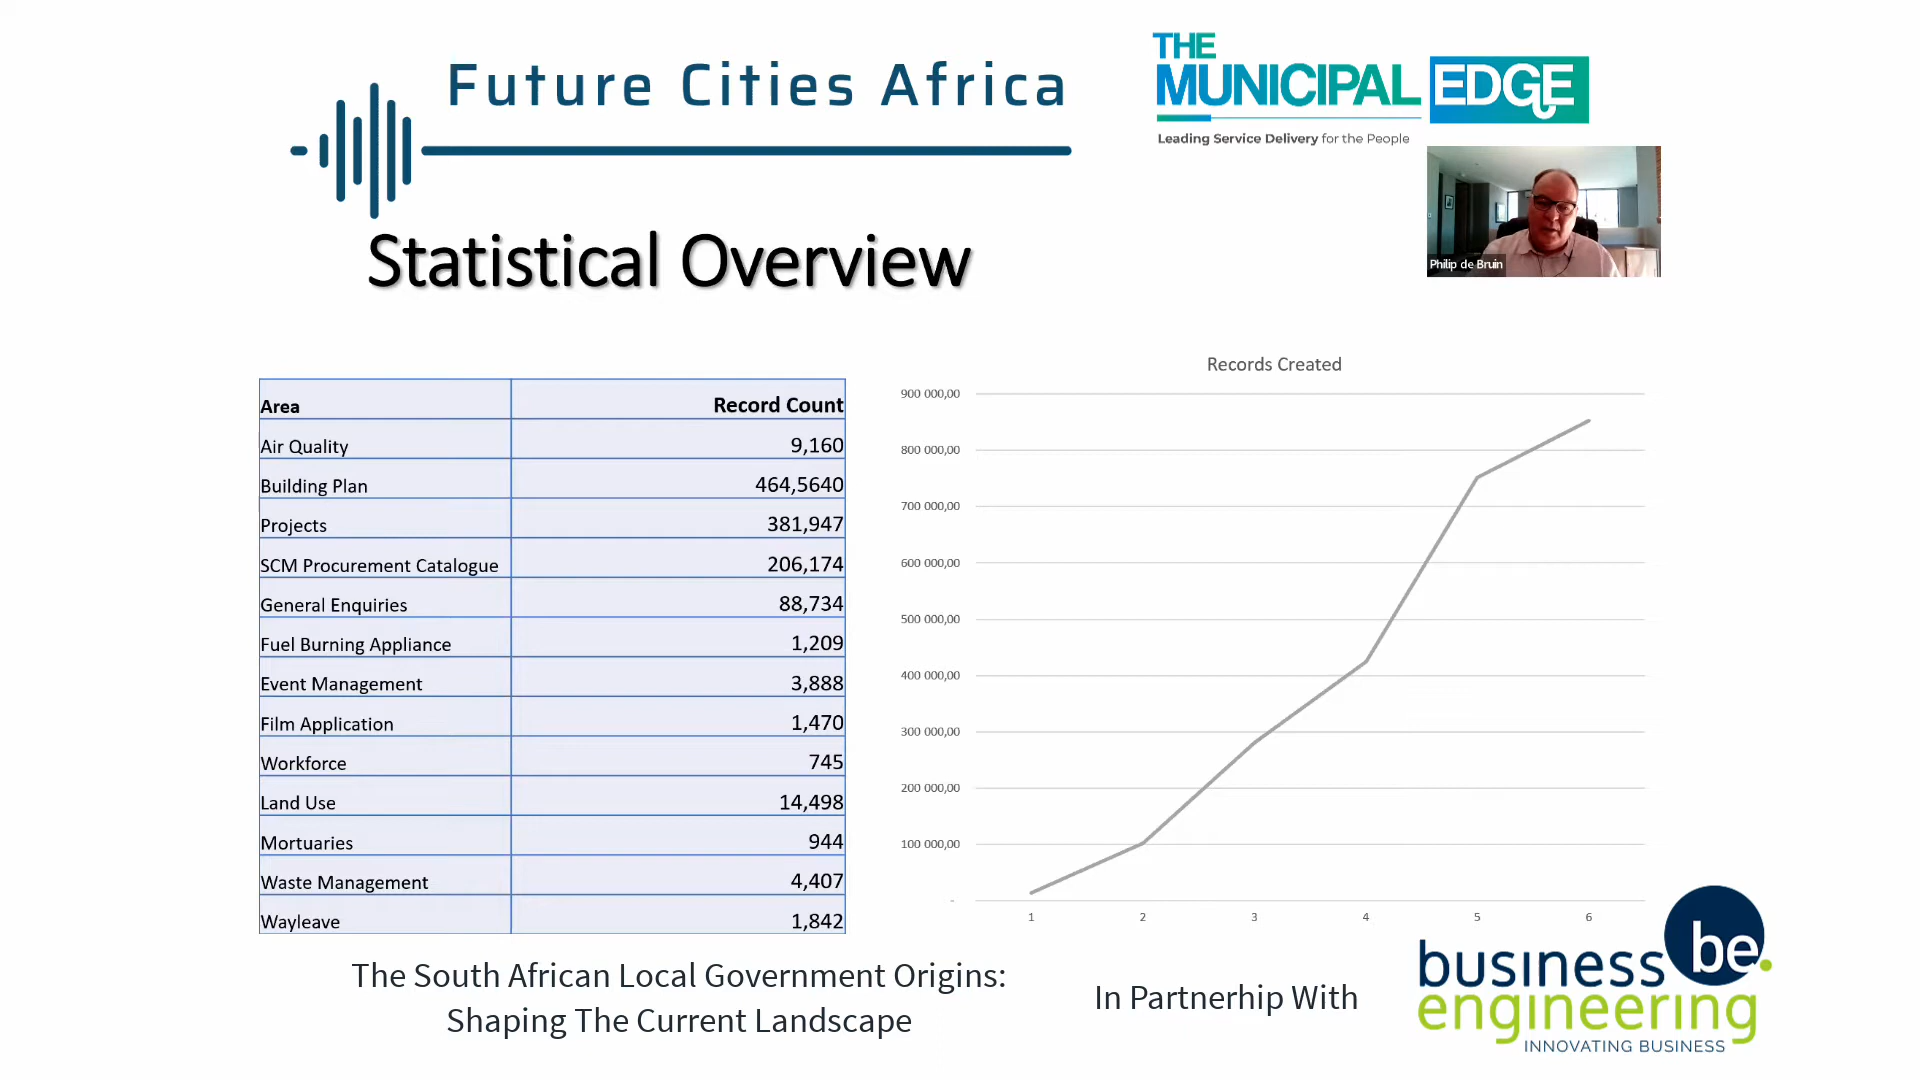 Future Cities Africa
THE
MUNICIPAL EDGE
Leading Service Delivery for the People
Philip de Bruin
Statistical Overview
Area Record Count
Air Quality 9,160
Building Plan 464,5640
Projects 381,947
SCM Procurement Catalogue 206,174
General Enquiries 88,734
Fuel Burning Appliance 1,209
Event Management 3,888
Film Application 1,470
Workforce 745
Land Use 14,498
Mortuaries 944
Waste Management 4,407
Wayleave 1,842
Records Created
900 000,00
800 000,00
700 000,00
600 000,00
500 000,00
400 000,00
300 000,00
200 000,00
100 000,00
-
1 2 3 4 5 6
The South African Local Government Origins:
Shaping The Current Landscape
In Partnerhip With
business be.
engineering
INNOVATING BUSINESS